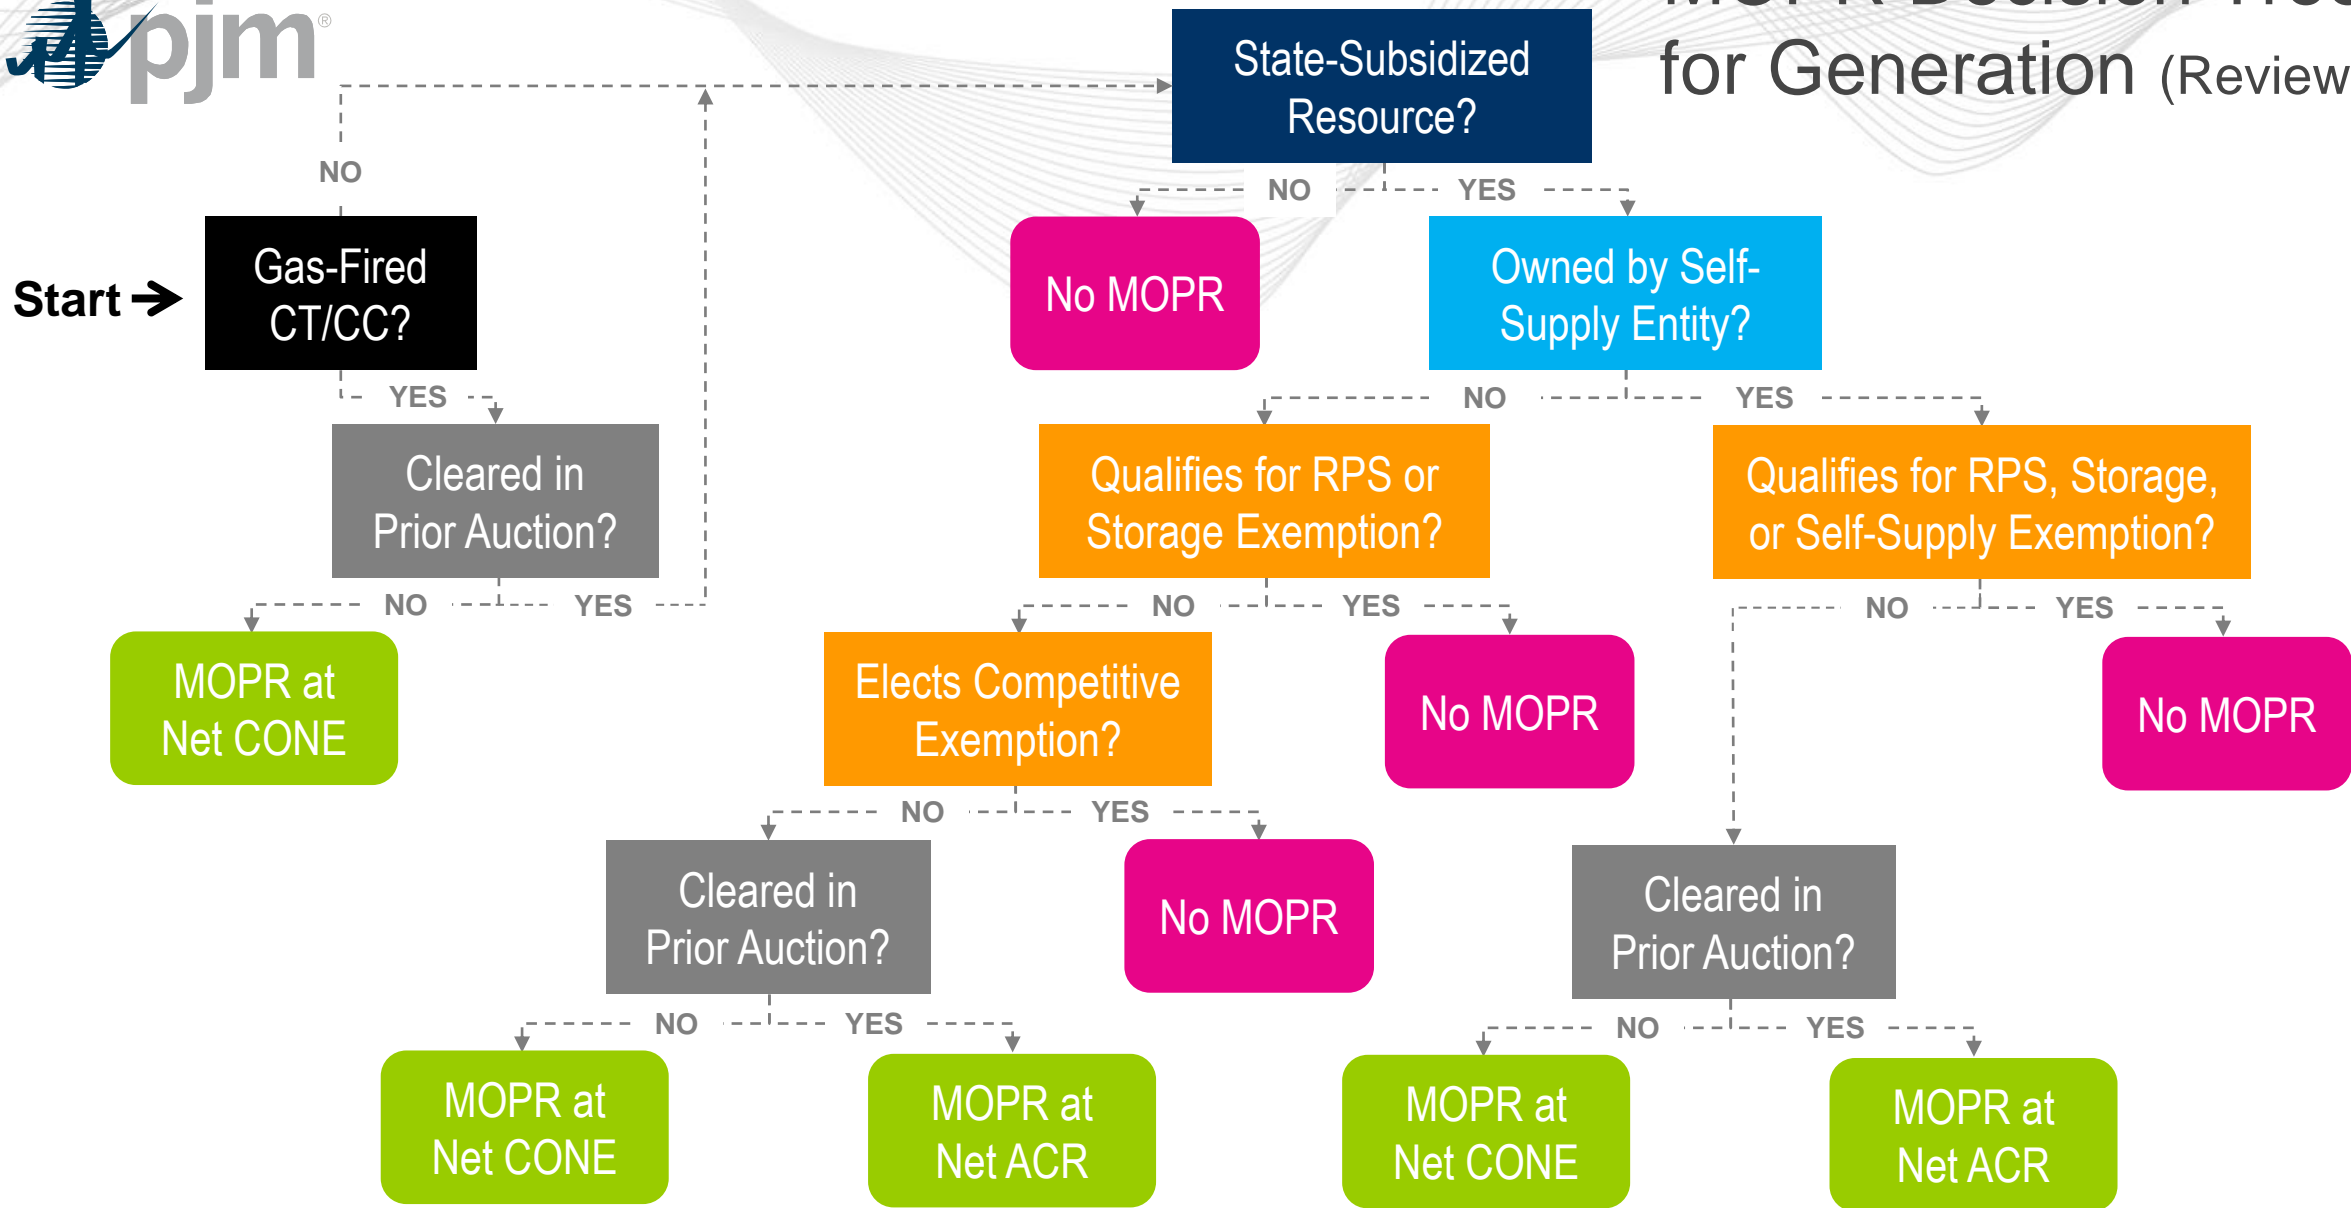 pjm®
MOPR Decision Tree
for Generation (Review
State-Subsidized
Resource?
NO
NO
YES
Start
Gas-Fired
CT/CC?
No MOPR
Owned by Self-
Supply Entity?
YES
NO
YES
Cleared in
Prior Auction?
Qualifies for RPS or
Storage Exemption?
Qualifies for RPS, Storage,
or Self-Supply Exemption?
NO
YES
NO
YES
NO
YES
MOPR at
Net CONE
Elects Competitive
Exemption?
No MOPR
No MOPR
NO
YES
Cleared in
Prior Auction?
No MOPR
Cleared in
Prior Auction?
NO
YES
NO
YES
MOPR at
Net CONE
MOPR at
Net ACR
MOPR at
Net CONE
MOPR at
Net ACR